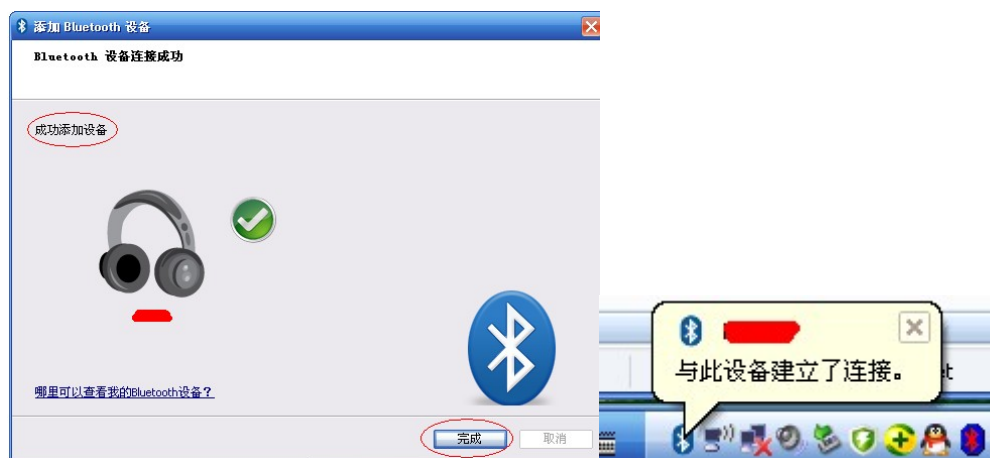 添加 Bluetooth 设备
Bluetooth 设备连接成功
成功添加设备
哪里可以查看我的Bluetooth设备？
完成
取消
与此设备建立了连接。